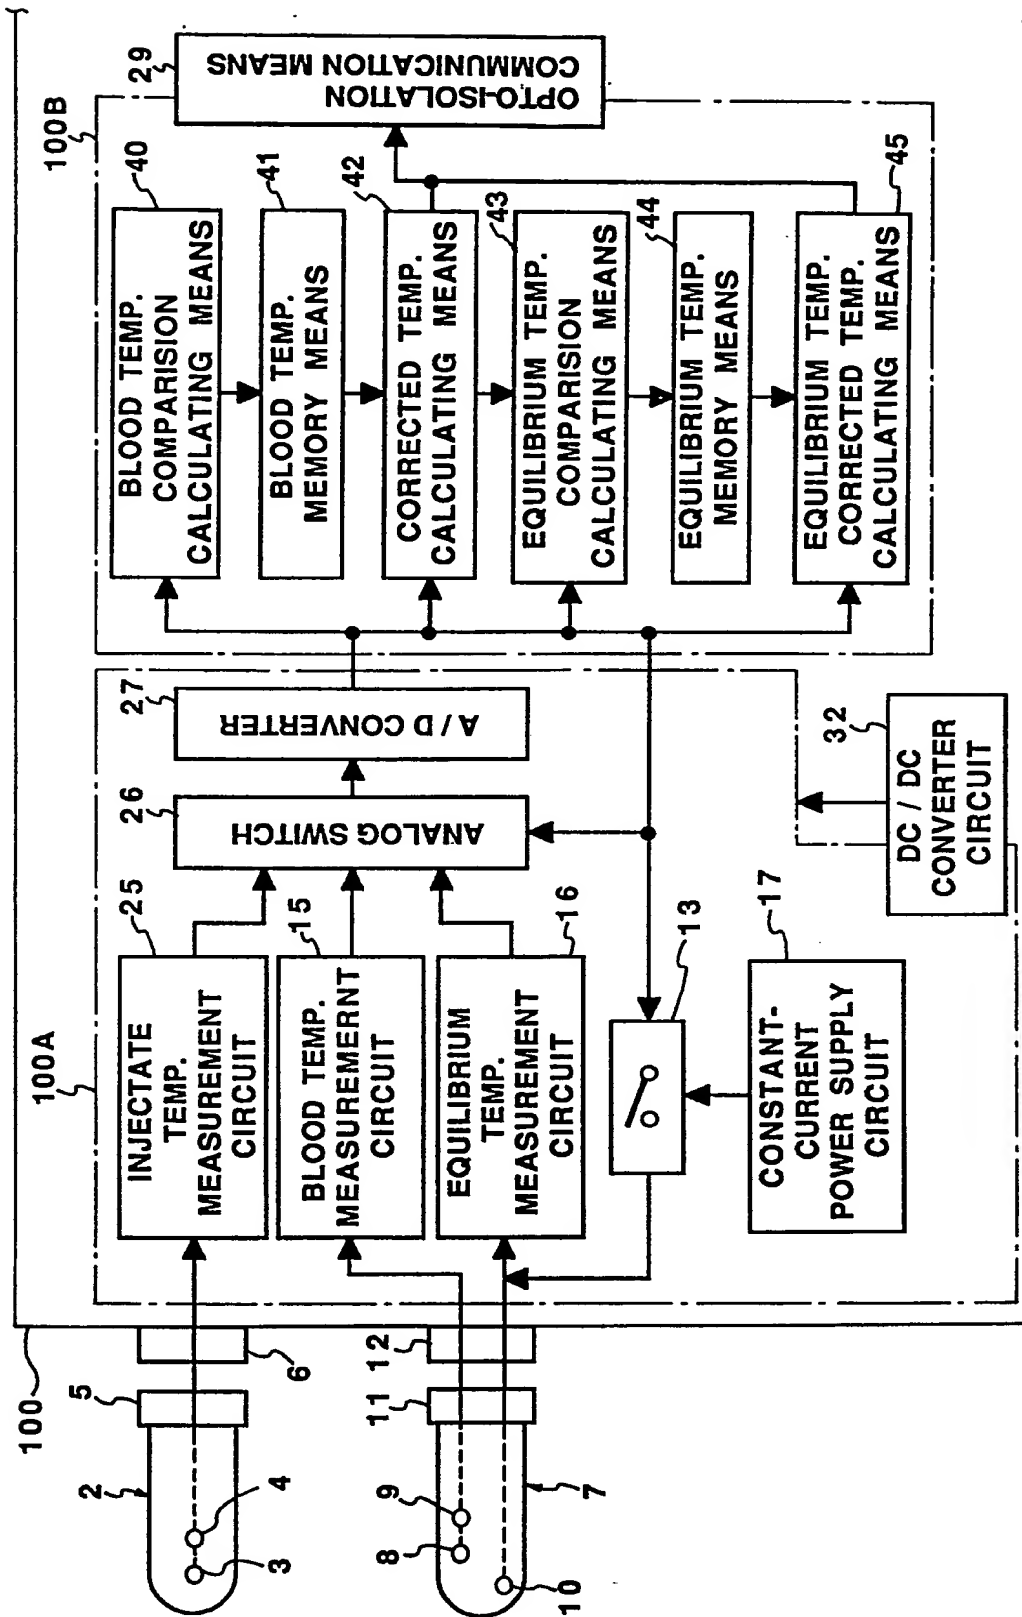 100
100A
100B
2
3
4
5
6
7
8
9
10
11
12
INJECTATE
TEMP.
MEASUREMENT
CIRCUIT
25
BLOOD TEMP.
MEASUREMERNT
CIRCUIT
15
EQUILIBRIUM
TEMP.
MEASUREMENT
CIRCUIT
16
13
CONSTANT-
CURRENT
POWER SUPPLY
CIRCUIT
17
ANALOG SWITCH
26
A / D CONVERTER
27
DC / DC
CONVERTER
CIRCUIT
32
BLOOD TEMP.
COMPARISION
CALCULATING MEANS
40
BLOOD TEMP.
MEMORY MEANS
41
CORRECTED TEMP.
CALCULATING MEANS
42
EQUILIBRIUM TEMP.
COMPARISION
CALCULATING MEANS
43
EQUILIBRIUM TEMP.
MEMORY MEANS
44
EQUILIBRIUM TEMP.
CORRECTED TEMP.
CALCULATING MEANS
45
OPTO-ISOLATION
COMMUNICATION MEANS
29